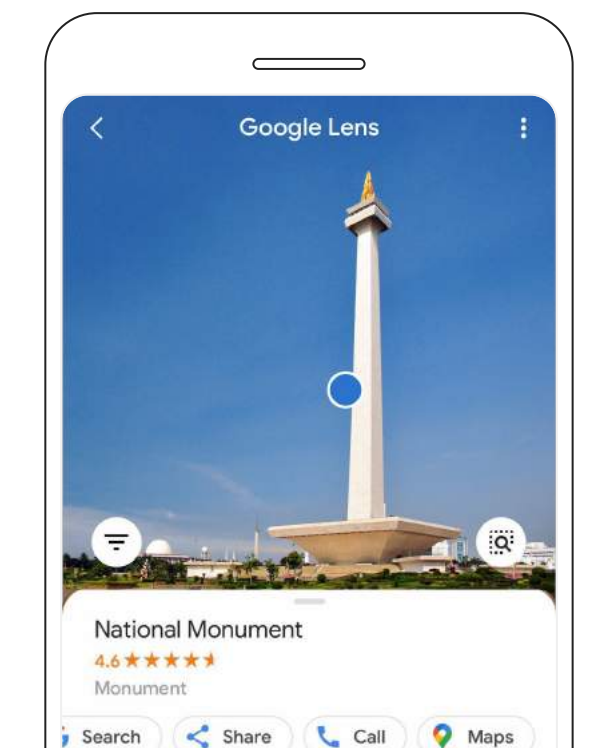 Google Lens
National Monument
4.6
Monument
Search Share Call Maps